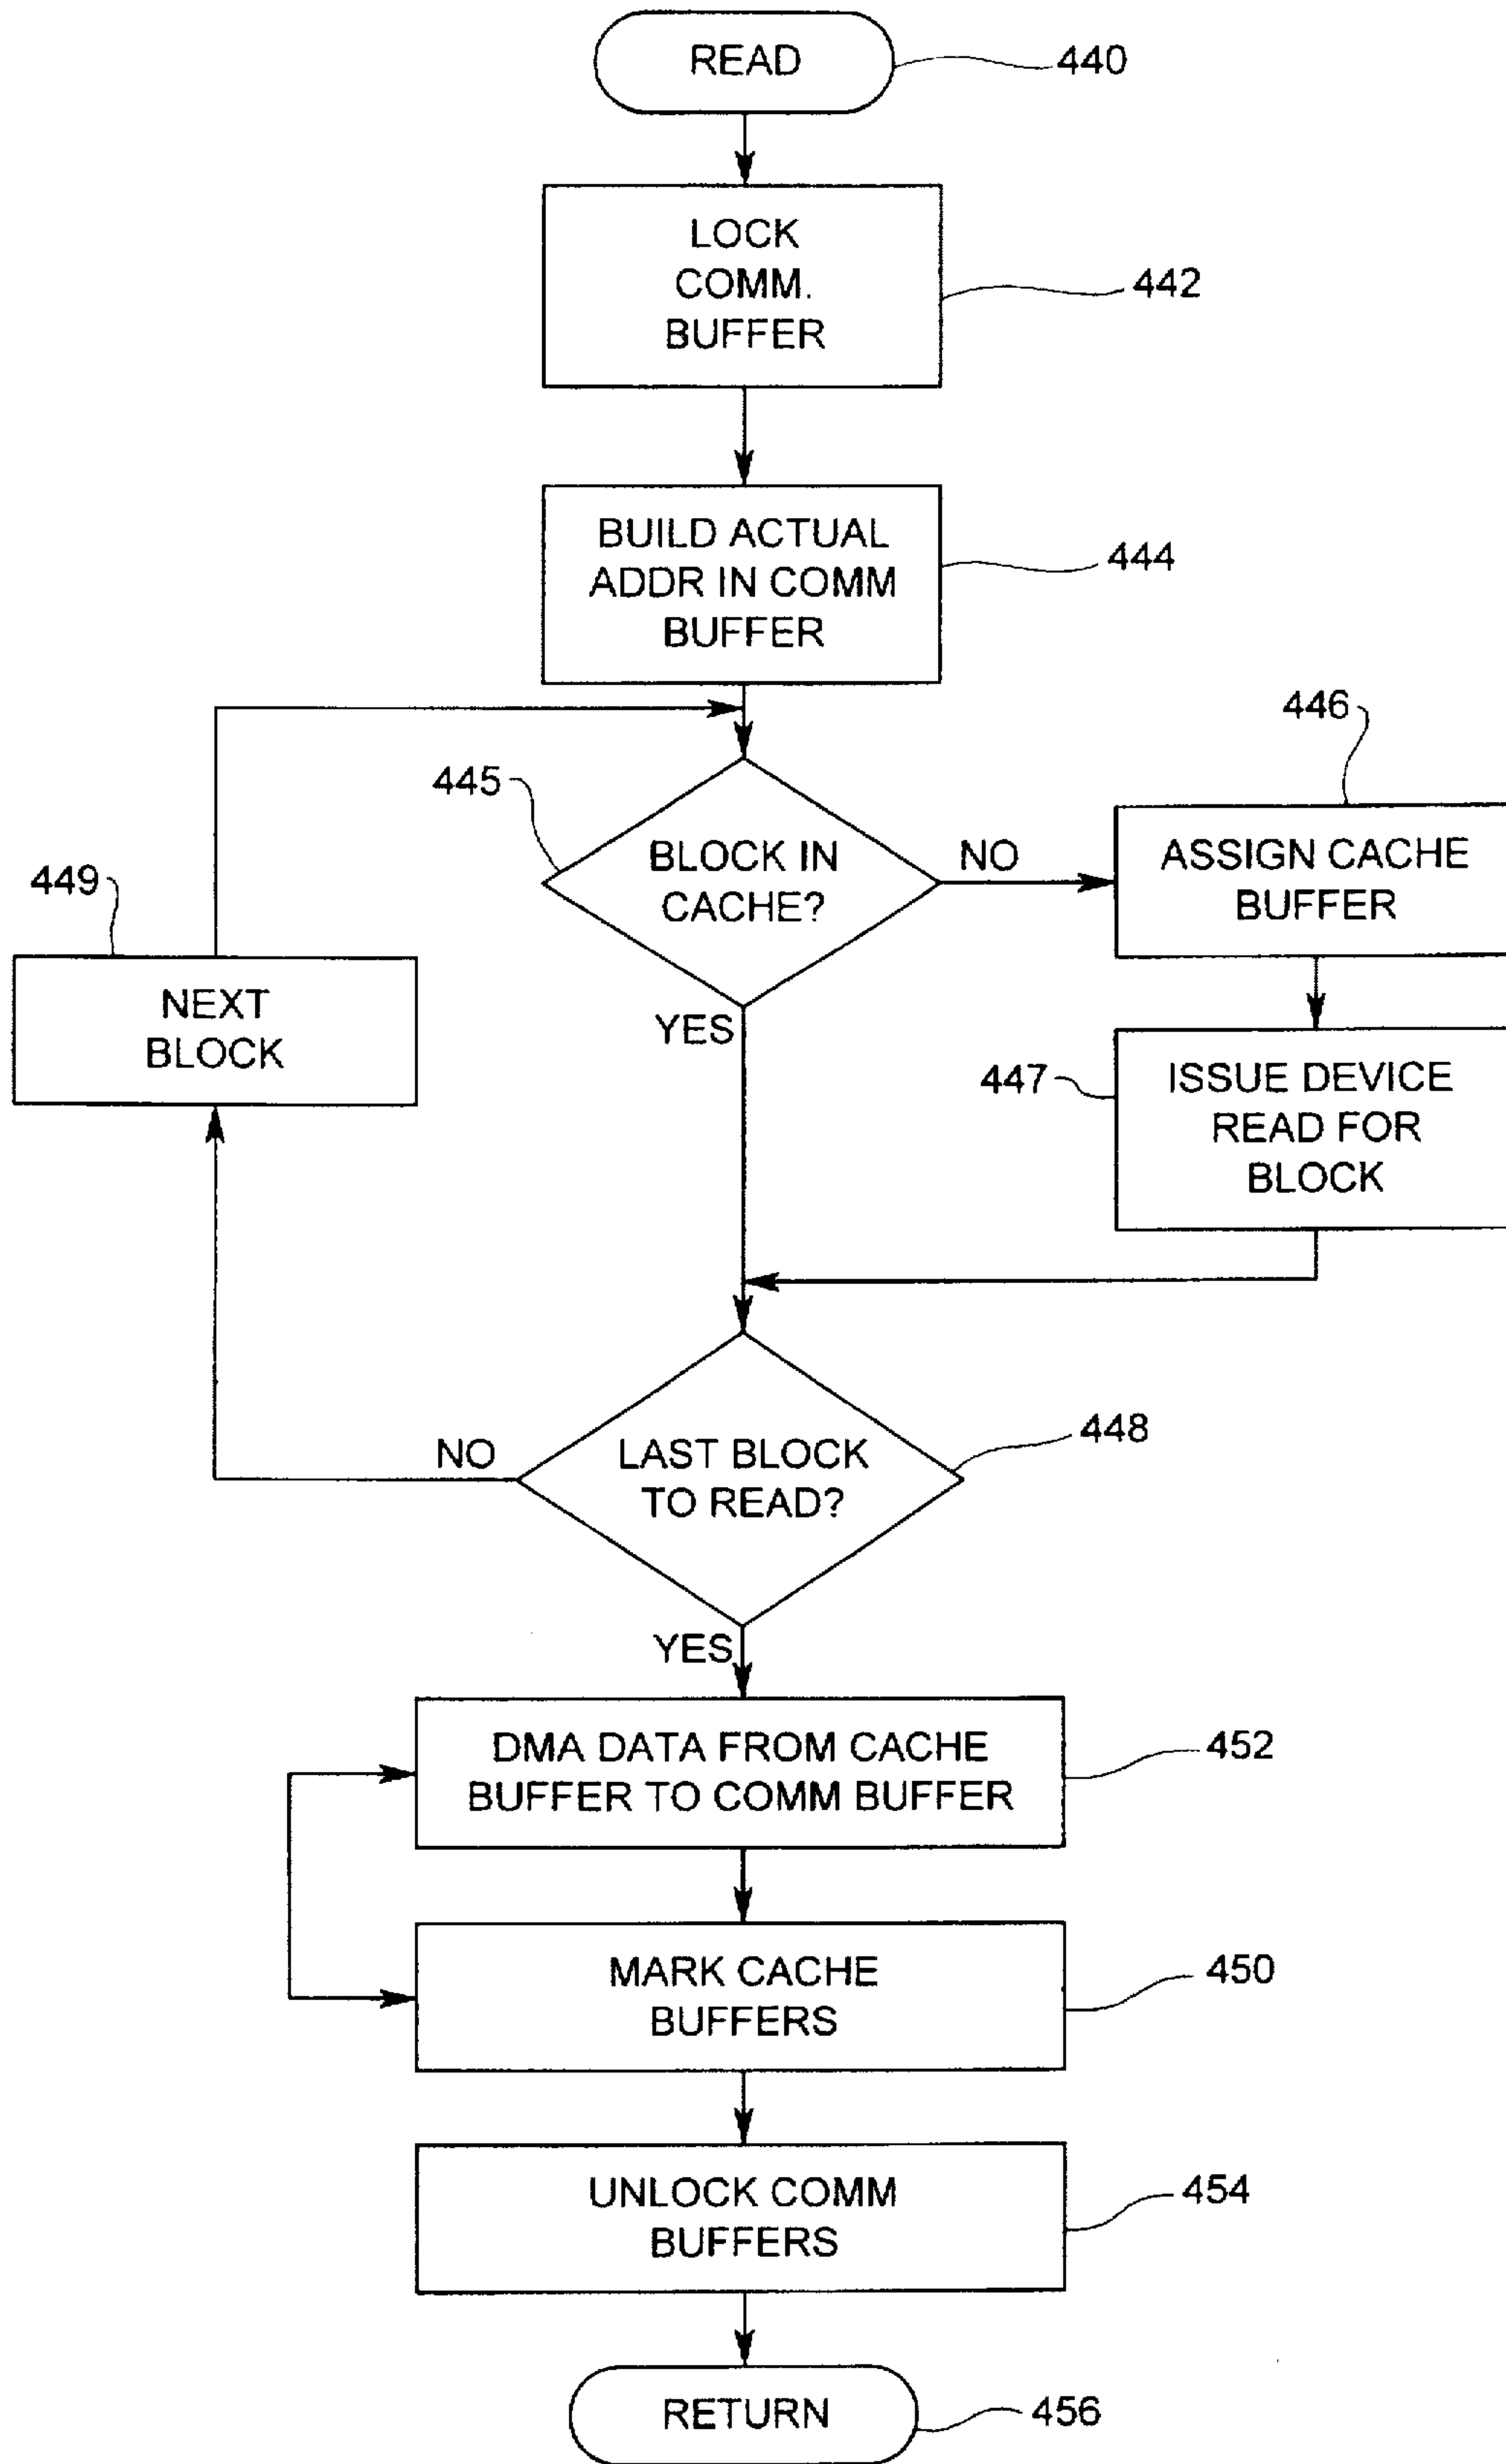 READ
440
LOCK
COMM.
BUFFER
442
BUILD ACTUAL
ADDR IN COMM
BUFFER
444
445
BLOCK IN
CACHE?
NO
YES
446
ASSIGN CACHE
BUFFER
449
NEXT
BLOCK
447
ISSUE DEVICE
READ FOR
BLOCK
448
LAST BLOCK
TO READ?
NO
YES
DMA DATA FROM CACHE
BUFFER TO COMM BUFFER
452
MARK CACHE
BUFFERS
450
UNLOCK COMM
BUFFERS
454
RETURN
456